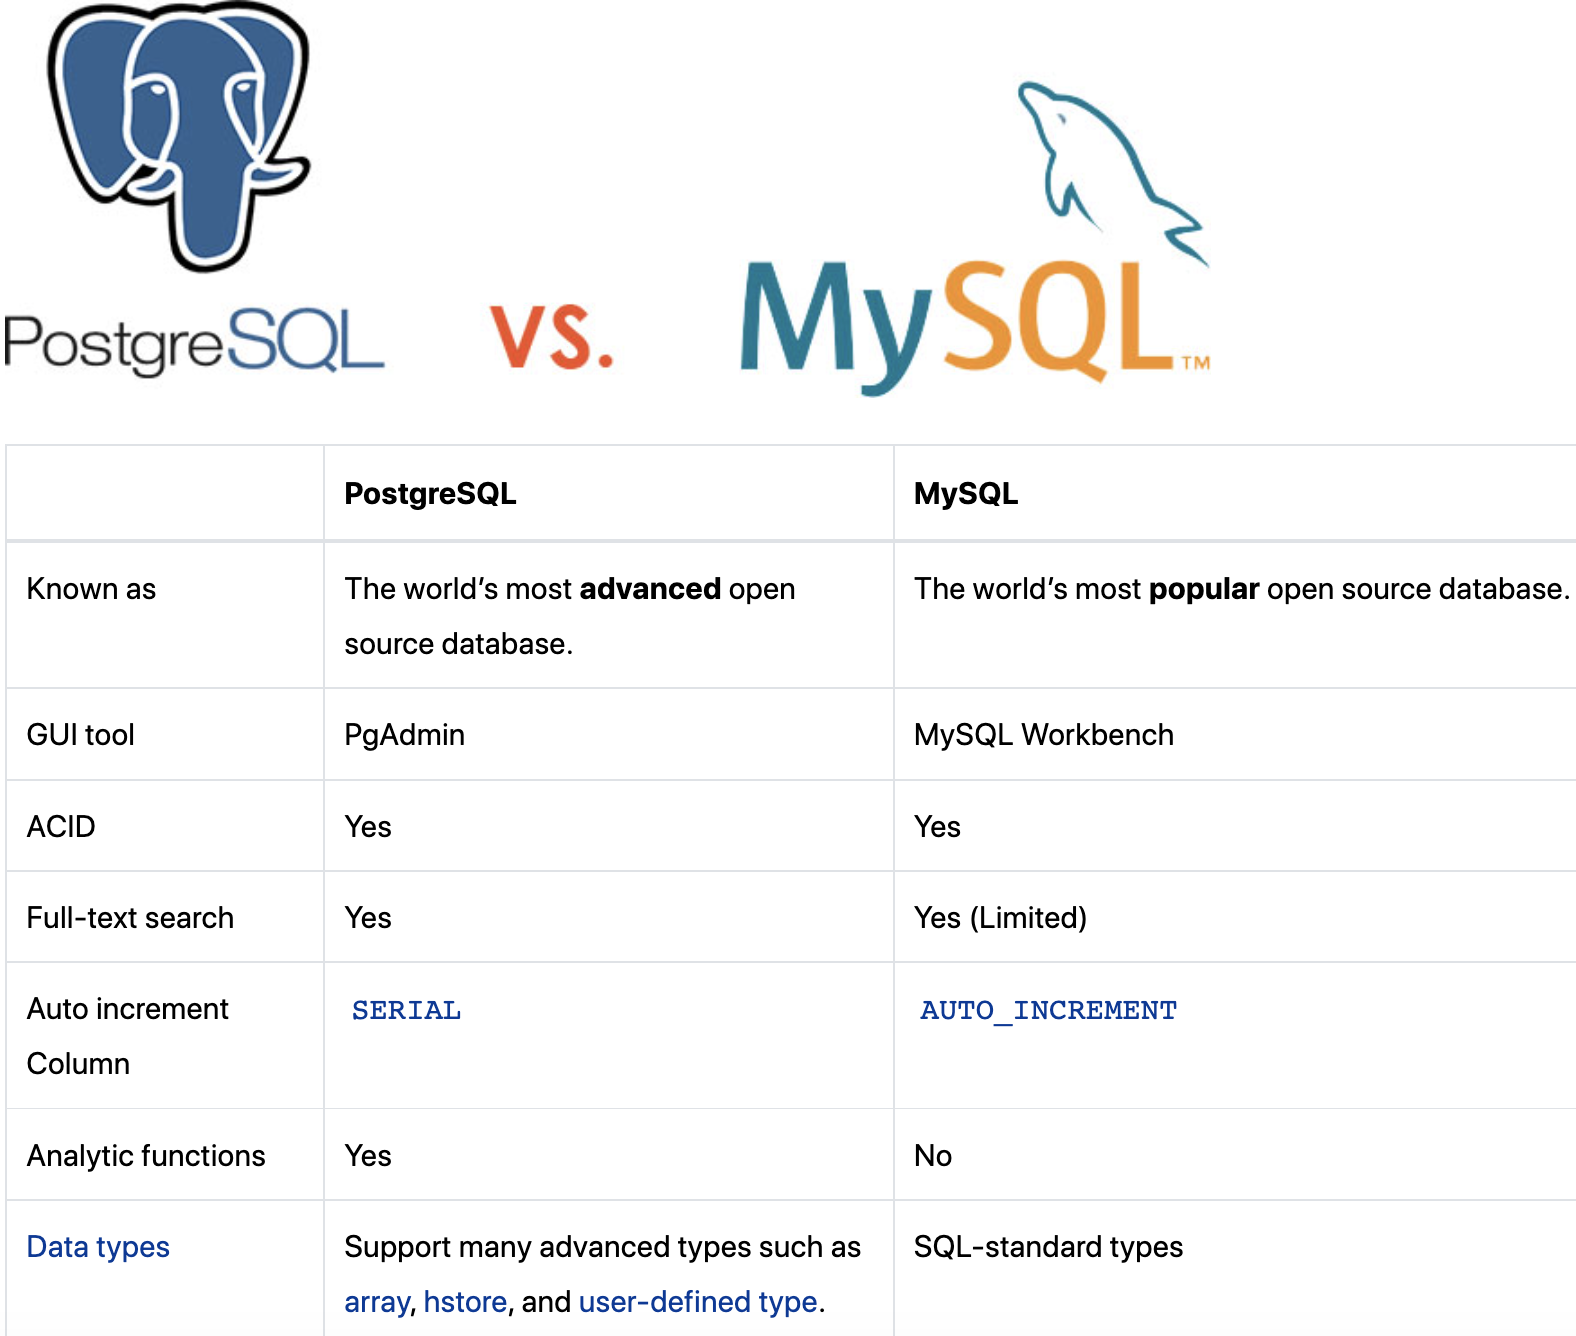 PostgreSQL
vs.
MySQL™
PostgreSQL
MySQL
Known as
The world's most advanced open
source database.
The world's most popular open source database.
GUI tool
PgAdmin
MySQL Workbench
ACID
Yes
Yes
Full-text search
Yes
Yes (Limited)
Auto increment
Column
SERIAL
AUTO_INCREMENT
Analytic functions
Yes
No
Data types
Support many advanced types such as
array, hstore, and user-defined type.
SQL-standard types